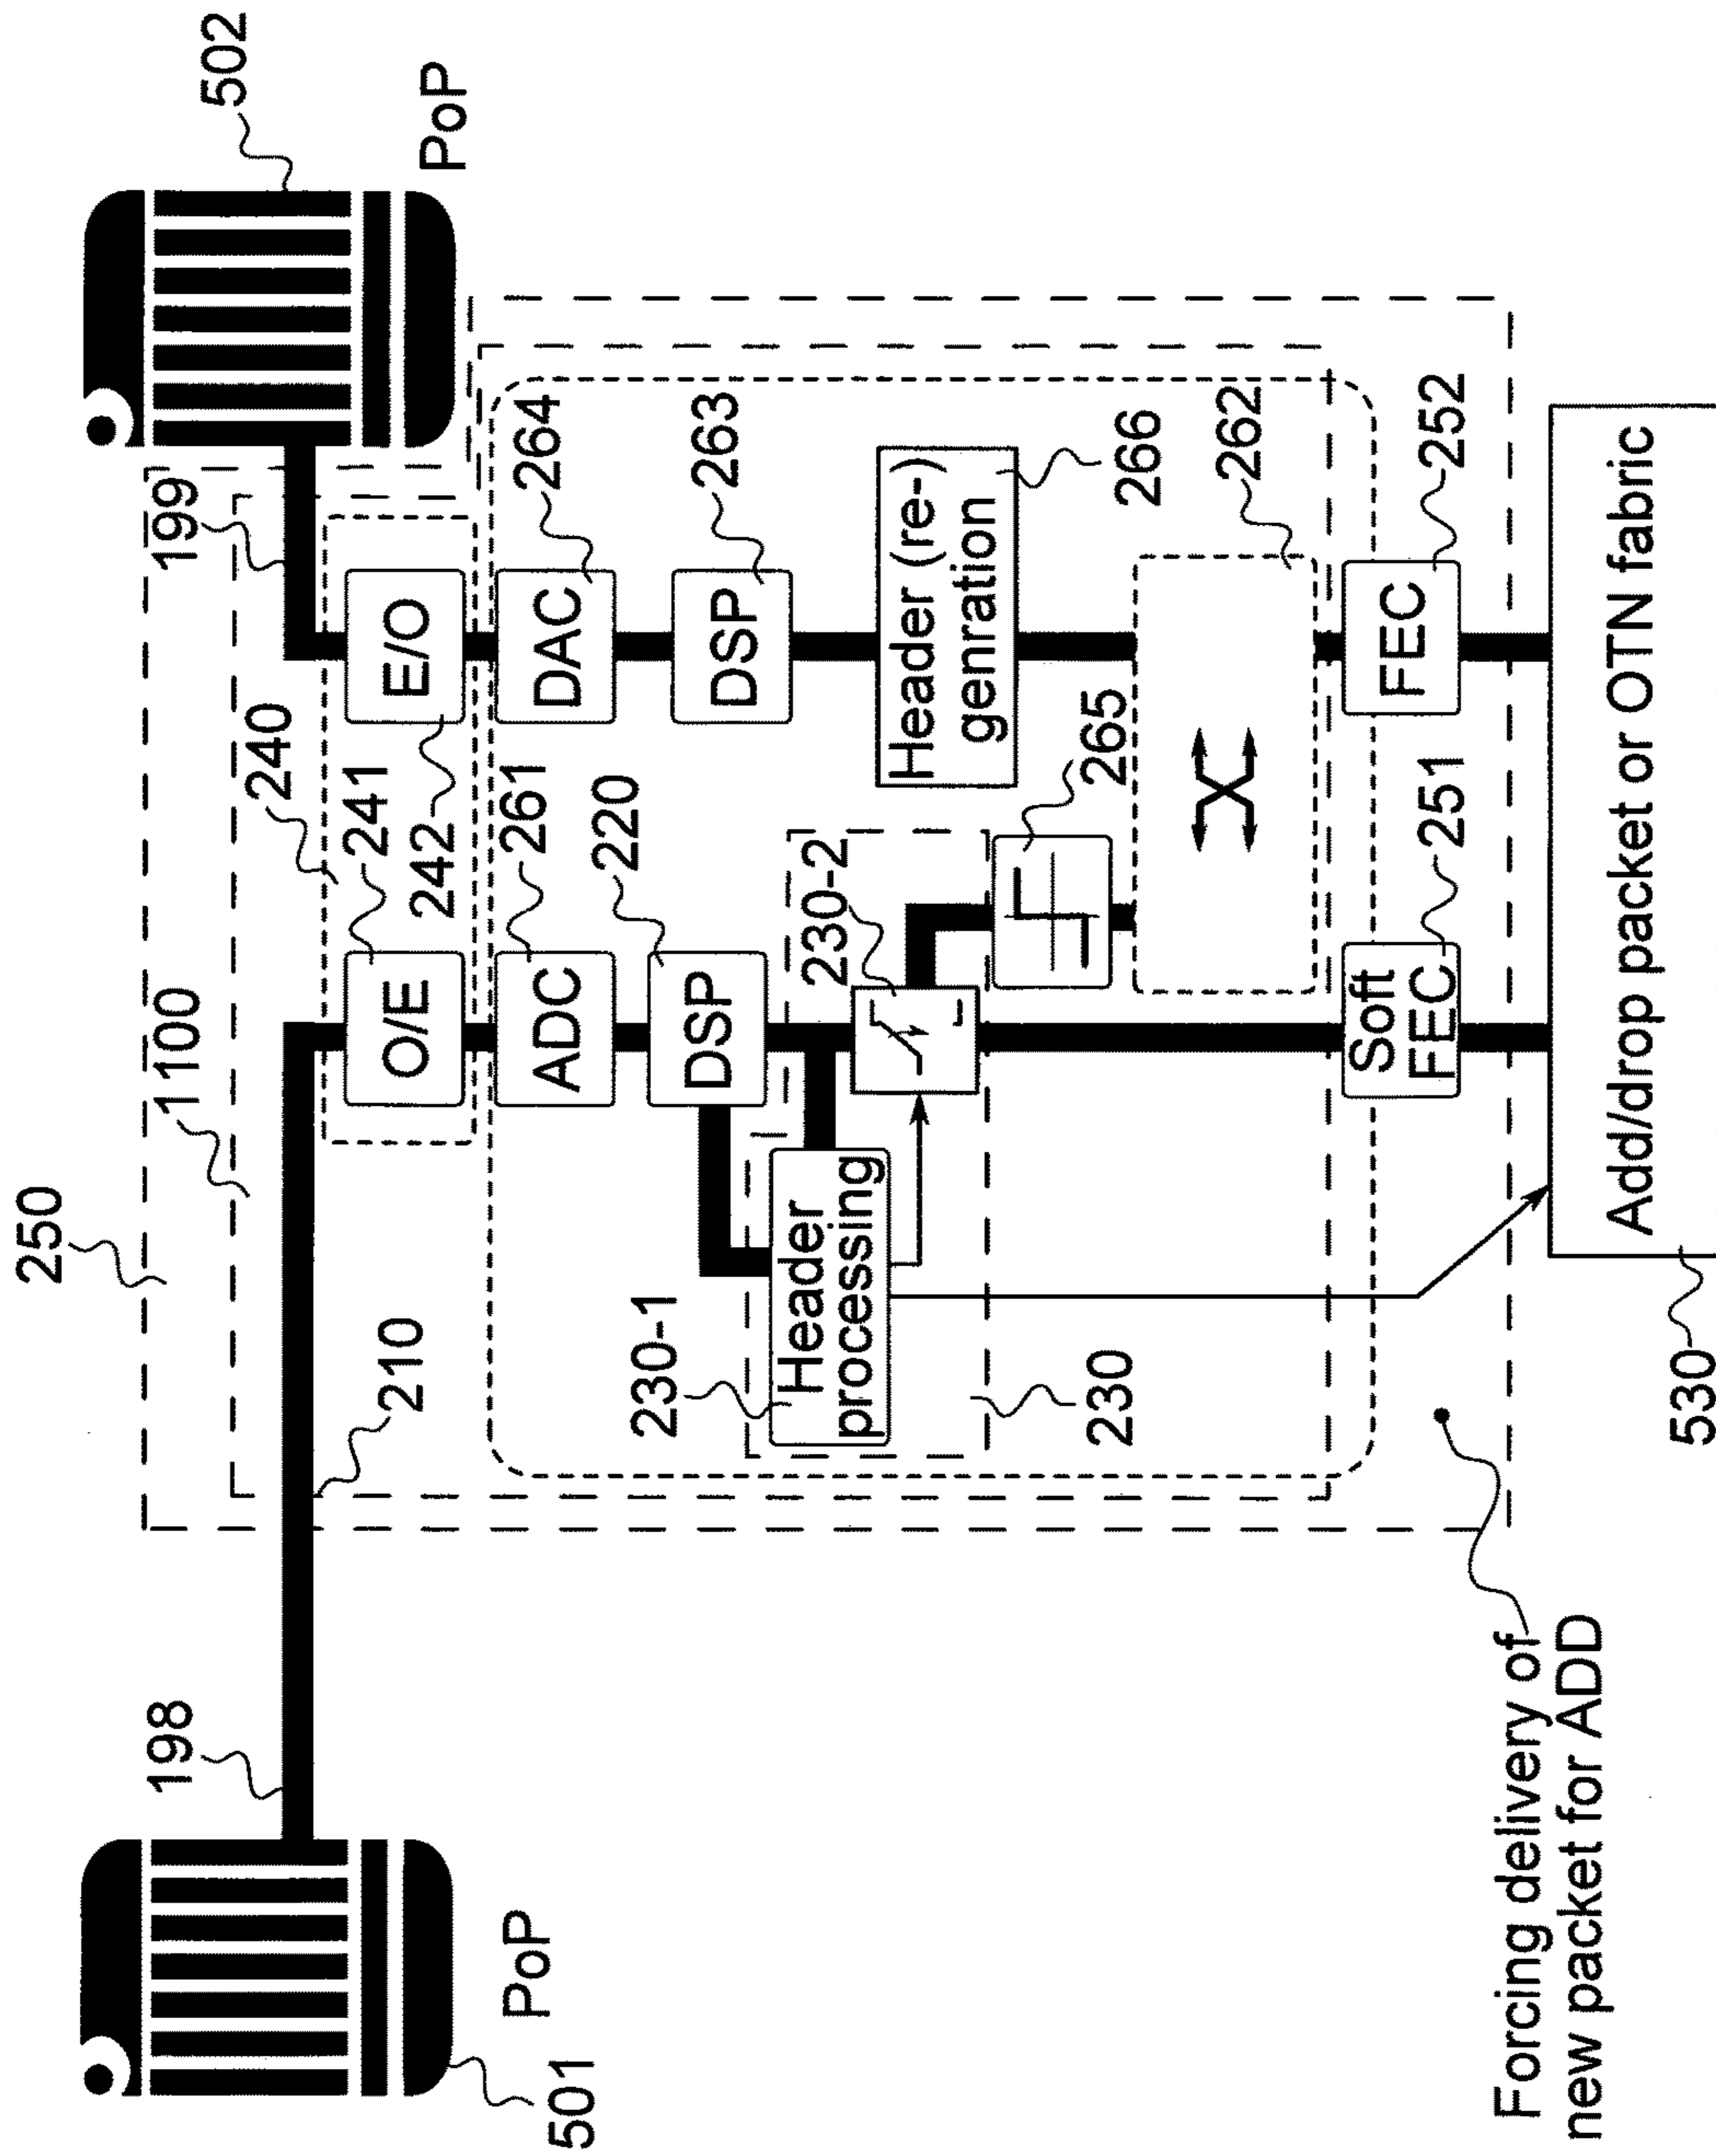 250
1100
198
210
199
502
PoP
501
PoP
240
241
242
O/E
E/O
261
ADC
264
DAC
220
DSP
263
DSP
230-1
Header
processing
230-2
230
265
Header (re-)
genration
266
262
Soft
FEC
251
FEC
252
Forcing delivery of
new packet for ADD
530
Add/drop packet or OTN fabric